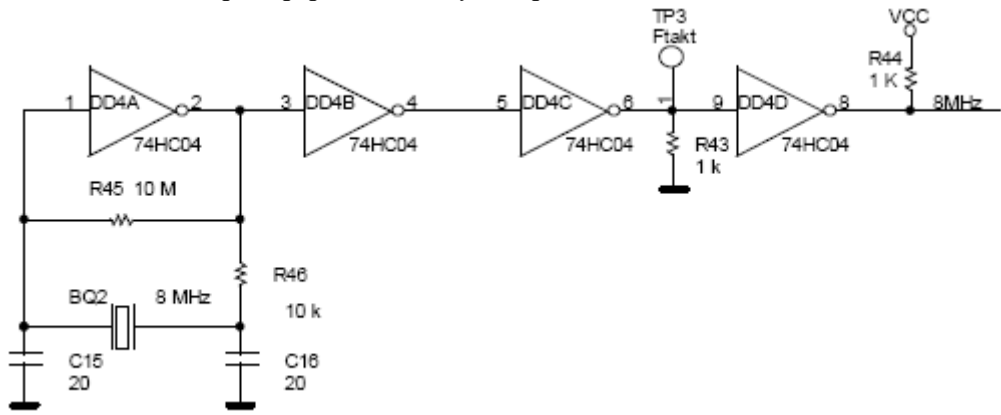 TP3
Ftakt
VCC
R44
1 K
1 DD4A 2
3 DD4B 4
5 DD4C 6
1
9 DD4D 8
8MHz
74HC04
74HC04
74HC04
R43
1 k
74HC04
R45 10 M
R46
10 k
BQ2 8 MHz
C15
20
C16
20